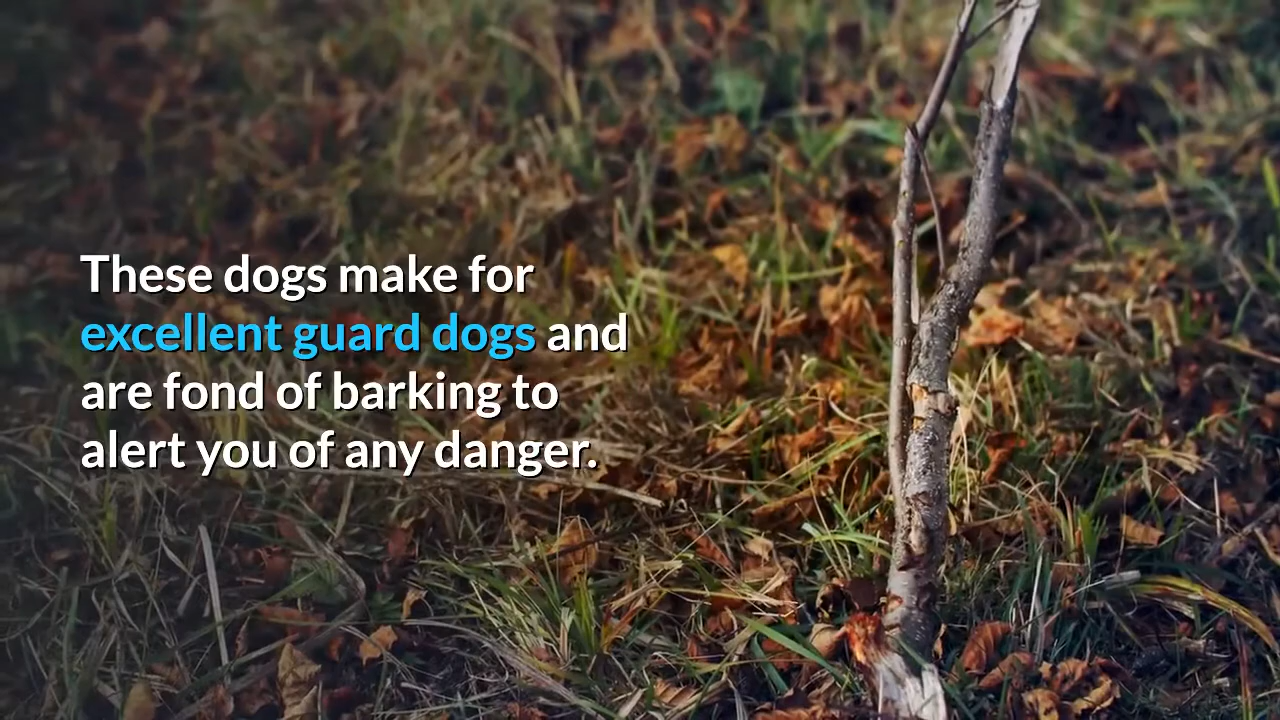 These dogs make for
excellent guard dogs and
are fond of barking to
alert you of any danger.